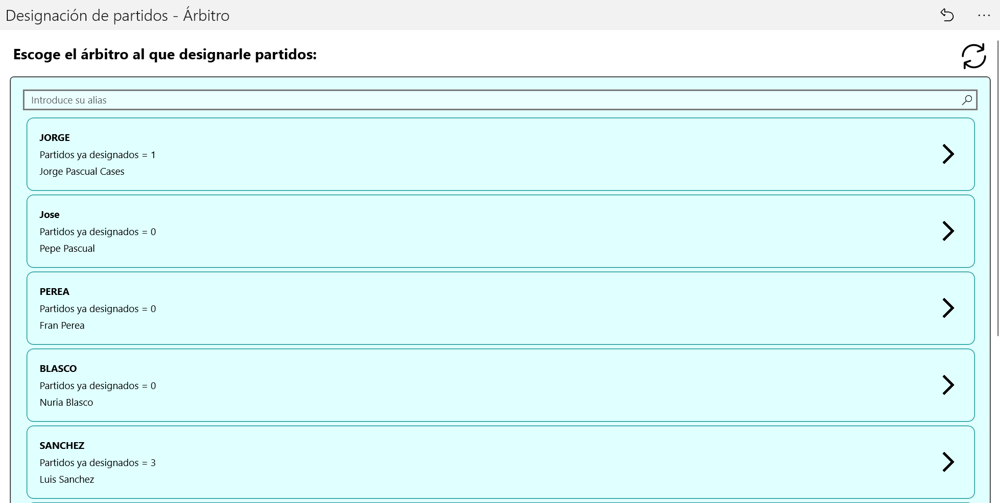 Designación de partidos - Árbitro
Escoge el árbitro al que designarle partidos:
Introduce su alias
JORGE
Partidos ya designados = 1
Jorge Pascual Cases
Jose
Partidos ya designados = 0
Pepe Pascual
PEREA
Partidos ya designados = 0
Fran Perea
BLASCO
Partidos ya designados = 0
Nuria Blasco
SANCHEZ
Partidos ya designados = 3
Luis Sanchez